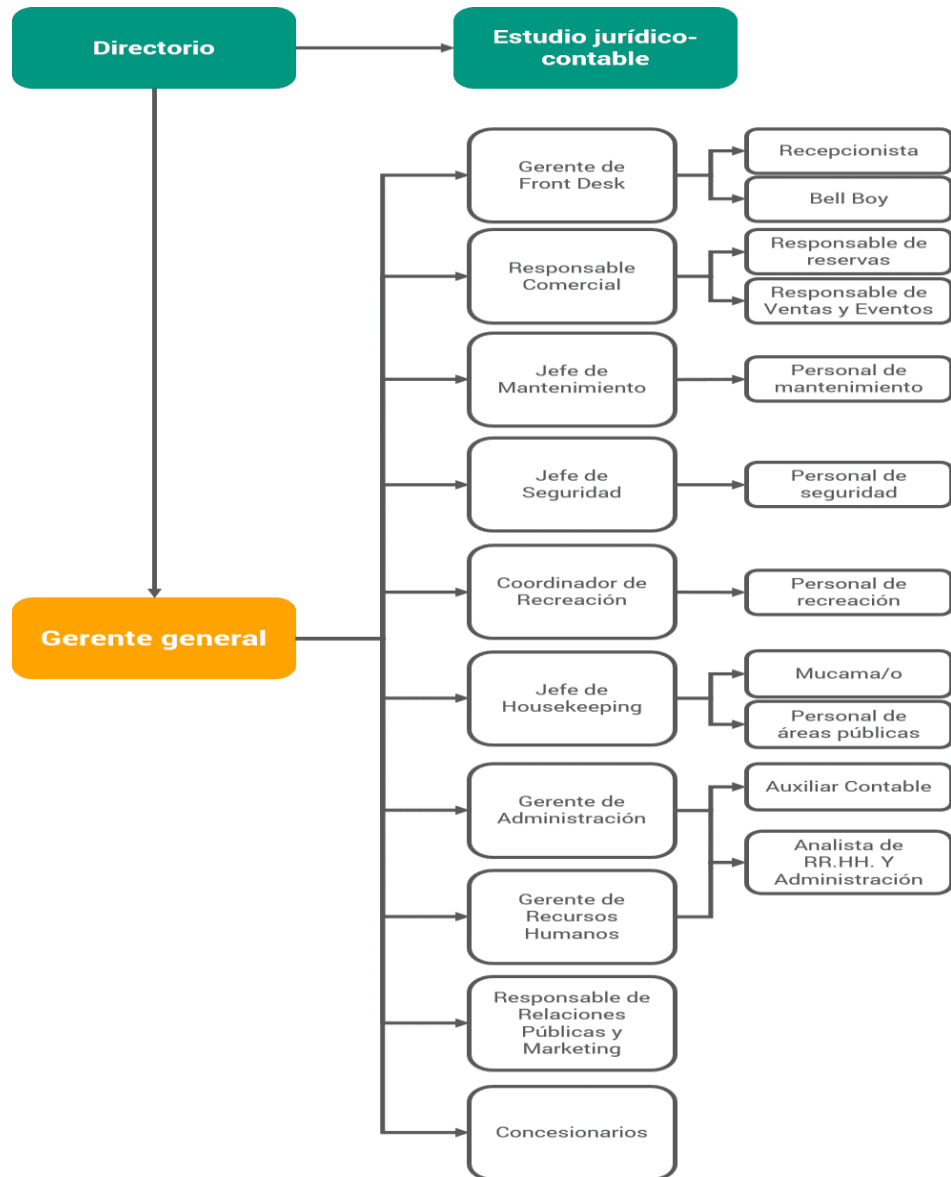 Directorio
Estudio jurídico-
contable
Gerente de
Front Desk
Recepcionista
Bell Boy
Responsable
Comercial
Responsable de
reservas
Responsable de
Ventas y Eventos
Jefe de
Mantenimiento
Personal de
mantenimiento
Jefe de
Seguridad
Personal de
seguridad
Gerente general
Coordinador de
Recreación
Personal de
recreación
Jefe de
Housekeeping
Mucama/o
Personal de
áreas públicas
Gerente de
Administración
Auxiliar Contable
Analista de
RR.HH. Y
Administración
Gerente de
Recursos
Humanos
Responsable de
Relaciones
Públicas y
Marketing
Concesionarios